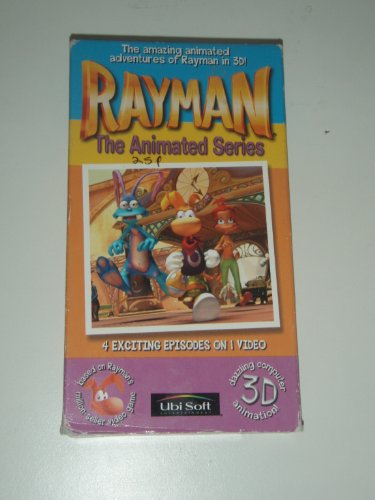 The amazing animated
adventures of Rayman in 3D!
RAYMAN
The Animated Series
2.5 p
4 EXCITING EPISODES ON 1 VIDEO
based on Rayman's
million seller video game
Ubi Soft
ENTERTAINMENT
dazzling computer
3D
animation!